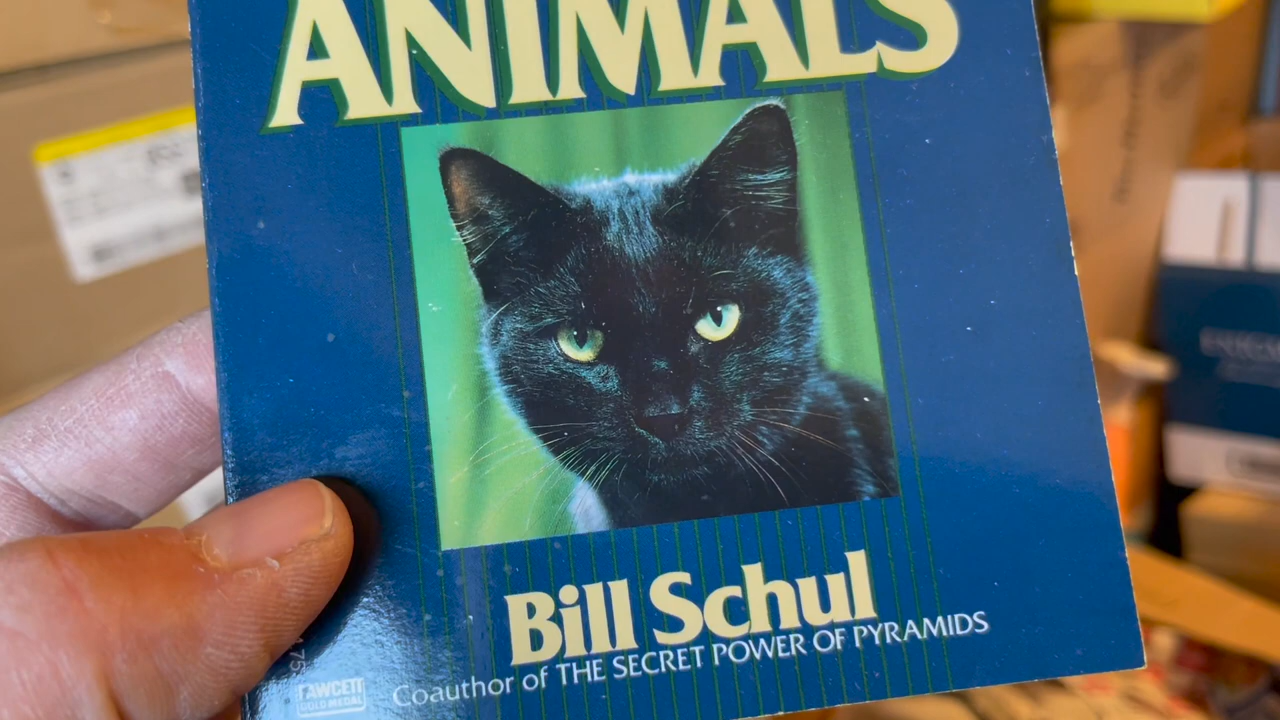 ANIMALS
Bill Schul
Coauthor of THE SECRET POWER OF PYRAMIDS
FAWCETT
GOLD MEDAL